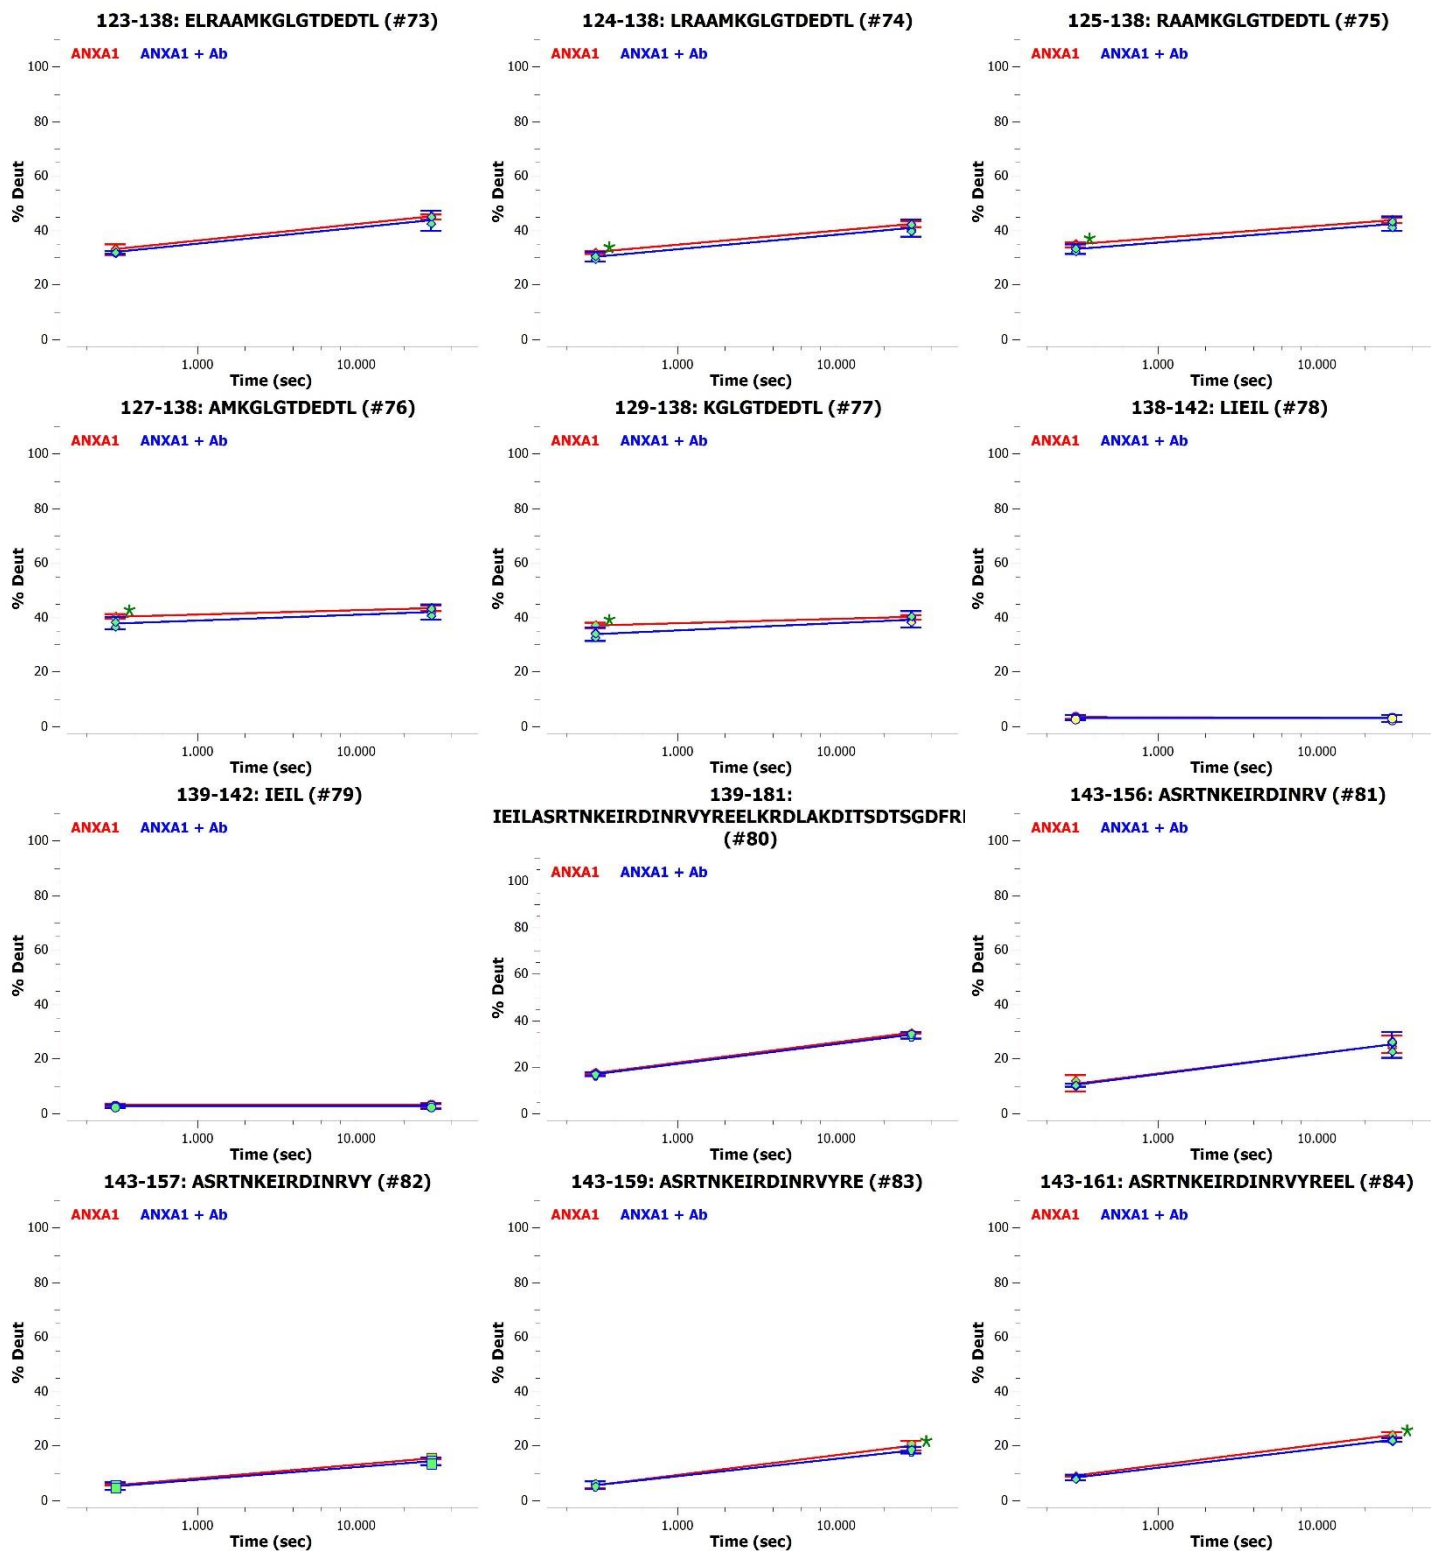 123-138: ELRAAMKGLGTDEDTL (#73)
ANXA1 ANXA1 + Ab
100
80
60
40
20
0
% Deut
1.000 10.000
Time (sec)
124-138: LRAAMKGLGTDEDTL (#74)
ANXA1 ANXA1 + Ab
100
80
60
40
20
0
% Deut
1.000 10.000
Time (sec)
125-138: RAAMKGLGTDEDTL (#75)
ANXA1 ANXA1 + Ab
100
80
60
40
20
0
% Deut
1.000 10.000
Time (sec)
127-138: AMKGLGTDEDTL (#76)
ANXA1 ANXA1 + Ab
100
80
60
40
20
0
% Deut
1.000 10.000
Time (sec)
129-138: KGLGTDEDTL (#77)
ANXA1 ANXA1 + Ab
100
80
60
40
20
0
% Deut
1.000 10.000
Time (sec)
138-142: LIEIL (#78)
ANXA1 ANXA1 + Ab
100
80
60
40
20
0
% Deut
1.000 10.000
Time (sec)
139-142: IEIL (#79)
ANXA1 ANXA1 + Ab
100
80
60
40
20
0
% Deut
1.000 10.000
Time (sec)
139-181:
IEILASRTNKEIRDINRVYREELKRDLAKDITSDTSGDFR
(#80)
ANXA1 ANXA1 + Ab
100
80
60
40
20
0
% Deut
1.000 10.000
Time (sec)
143-156: ASRTNKEIRDINRV (#81)
ANXA1 ANXA1 + Ab
100
80
60
40
20
0
% Deut
1.000 10.000
Time (sec)
143-157: ASRTNKEIRDINRVY (#82)
ANXA1 ANXA1 + Ab
100
80
60
40
20
0
% Deut
1.000 10.000
Time (sec)
143-159: ASRTNKEIRDINRVYRE (#83)
ANXA1 ANXA1 + Ab
100
80
60
40
20
0
% Deut
1.000 10.000
Time (sec)
143-161: ASRTNKEIRDINRVYREEL (#84)
ANXA1 ANXA1 + Ab
100
80
60
40
20
0
% Deut
1.000 10.000
Time (sec)